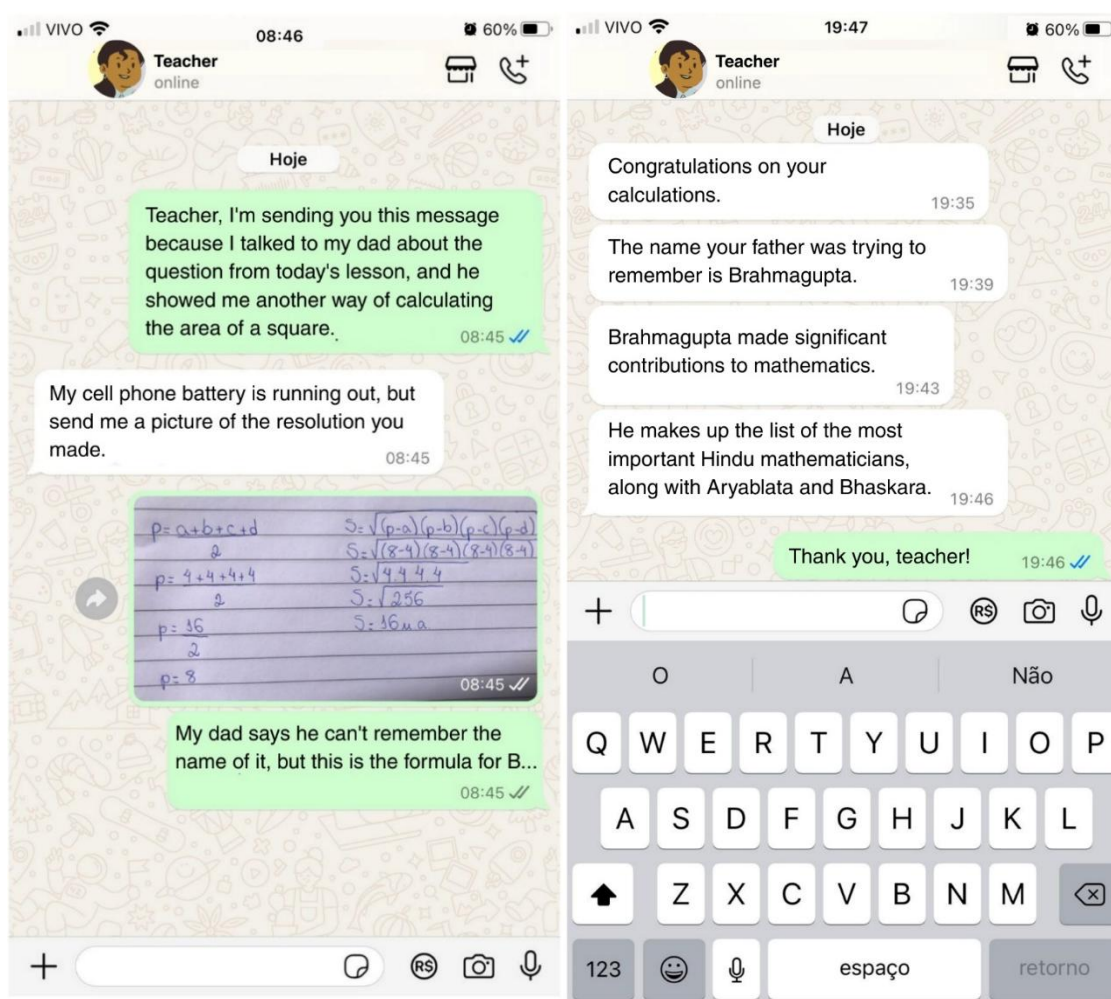 VIVO
08:46
60%
Teacher
online
Hoje
Teacher, I'm sending you this message
because I talked to my dad about the
question from today's lesson, and he
showed me another way of calculating
the area of a square.
08:45
My cell phone battery is running out, but
send me a picture of the resolution you
made.
08:45
p= a+b+c+d
2
p= 4+4+4+4
2
p= 16
2
p= 8
S= √(p-a)(p-b)(p-c)(p-d)
S= √(8-4)(8-4)(8-4)(8-4)
S= √4.4.4.4
S= √256
S= 16 u a
08:45
My dad says he can't remember the
name of it, but this is the formula for B...
08:45
R$
VIVO
19:47
60%
Teacher
online
Hoje
Congratulations on your
calculations.
19:35
The name your father was trying to
remember is Brahmagupta.
19:39
Brahmagupta made significant
contributions to mathematics.
19:43
He makes up the list of the most
important Hindu mathematicians,
along with Aryablata and Bhaskara.
19:46
Thank you, teacher!
19:46
R$
O A Não
Q W E R T Y U I O P
A S D F G H J K L
Z X C V B N M
123 espaço retorno